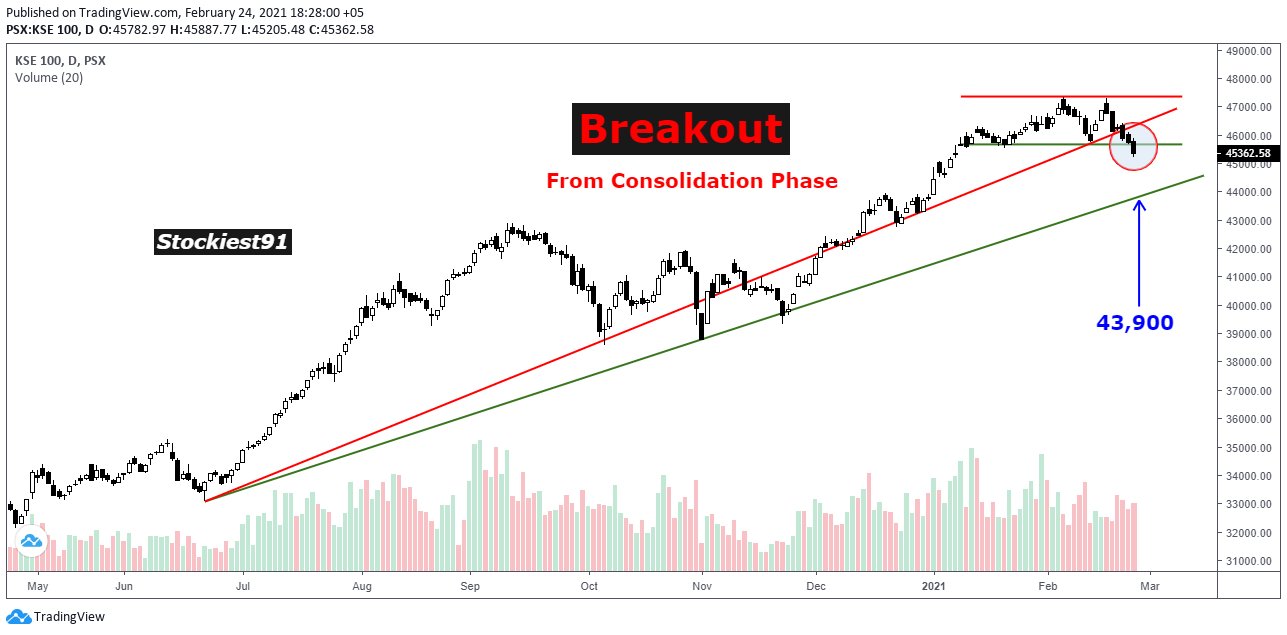 Published on TradingView.com, February 24, 2021 18:28:00 +05
PSX:KSE 100, D O:45782.97 H:45887.77 L:45205.48 C:45362.58
KSE 100, D, PSX
Volume (20)
Breakout
From Consolidation Phase
Stockiest91
43,900
49000.00
48000.00
47000.00
46000.00
45362.58
45000.00
44000.00
43000.00
42000.00
41000.00
40000.00
39000.00
38000.00
37000.00
36000.00
35000.00
34000.00
33000.00
32000.00
31000.00
May Jun Jul Aug Sep Oct Nov Dec 2021 Feb Mar
TradingView